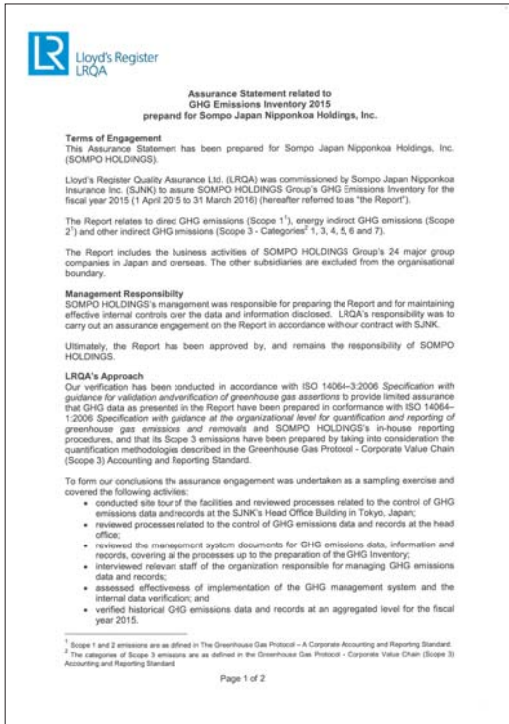 LR
Lloyd's Register
LRQA
Assurance Statement related to
GHG Emissions Inventory 2015
prepand for Sompo Japan Nipponkoa Holdings, Inc.
Terms of Engagement
This Assurance Statemen has been prepared for Sompo Japan Nipponkoa Holdings, Inc.
(SOMPO HOLDINGS).
Lloyd's Register Quality Assurance Ltd. (LRQA) was commissioned by Sompo Japan Nipponkoa
Insurance Inc. (SJNK) to assure SOMPO HOLDINGS Group's GHG Emissions Inventory for the
fiscal year 2015 (1 April 2015 to 31 March 2016) (hereafter referred to as "the Report").
The Report relates to direc GHG emissions (Scope 1¹), energy indirect GHG emissions (Scope
2¹) and other indirect GHG emissions (Scope 3 - Categories² 1, 3, 4, 5, 6 and 7).
The Report includes the business activities of SOMPO HOLDINGS Group's 24 major group
companies in Japan and overseas. The other subsidiaries are excluded from the organisational
boundary.
Management Responsibility
SOMPO HOLDINGS's management was responsible for preparing the Report and for maintaining
effective internal controls over the data and information disclosed. LRQA's responsibility was to
carry out an assurance engagement on the Report in accordance with our contract with SJNK.
Ultimately, the Report has been approved by, and remains the responsibility of SOMPO
HOLDINGS.
LRQA's Approach
Our verification has been conducted in accordance with ISO 14064–3:2006 Specification with
guidance for validation and verification of greenhouse gas assertions to provide limited assurance
that GHG data as presented in the Report have been prepared in conformance with ISO 14064–
1:2006 Specification with guidance at the organizational level for quantification and reporting of
greenhouse gas emissions and removals and SOMPO HOLDINGS's in-house reporting
procedures, and that its Scope 3 emissions have been prepared by taking into consideration the
quantification methodologies described in the Greenhouse Gas Protocol - Corporate Value Chain
(Scope 3) Accounting and Reporting Standard.
To form our conclusions the assurance engagement was undertaken as a sampling exercise and
covered the following activities:
• conducted site tour of the facilities and reviewed processes related to the control of GHG
emissions data and records at the SJNK's Head Office Building in Tokyo, Japan;
• reviewed processes related to the control of GHG emissions data and records at the head
office;
• reviewed the management system documents for GHG emissions data, information and
records, covering all the processes up to the preparation of the GHG Inventory;
• interviewed relevant staff of the organization responsible for managing GHG emissions
data and records;
• assessed effectiveness of implementation of the GHG management system and the
internal data verification; and
• verified historical GHG emissions data and records at an aggregated level for the fiscal
year 2015.
¹ Scope 1 and 2 emissions are as defined in The Greenhouse Gas Protocol – A Corporate Accounting and Reporting Standard.
² The categories of Scope 3 emissions are as defined in the Greenhouse Gas Protocol - Corporate Value Chain (Scope 3)
Accounting and Reporting Standard
Page 1 of 2